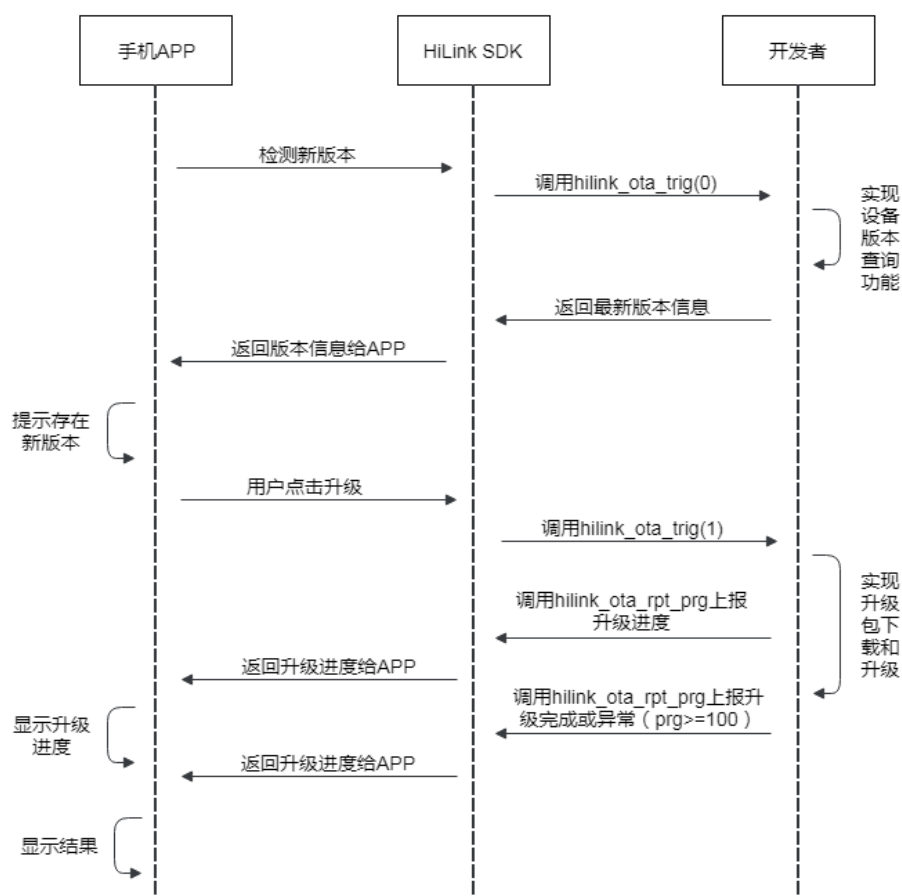 手机APP
HiLink SDK
开发者
检测新版本
调用hilink_ota_trig(0)
实现
设备
版本
查询
功能
返回最新版本信息
返回版本信息给APP
提示存在
新版本
用户点击升级
调用hilink_ota_trig(1)
实现
升级
包下
载和
升级
调用hilink_ota_rpt_prg上报
升级进度
返回升级进度给APP
调用hilink_ota_rpt_prg上报升
级完成或异常（prg>=100）
显示升级
进度
返回升级进度给APP
显示结果